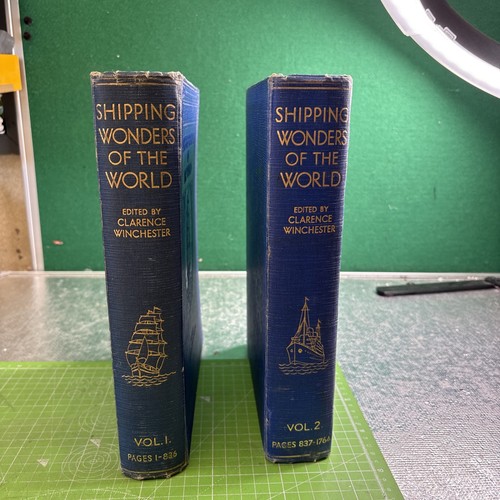 SHIPPING
WONDERS
OF THE
WORLD
EDITED BY
CLARENCE
WINCHESTER
VOL.1.
PAGES 1-836
SHIPPING
WONDERS
OF THE
WORLD
EDITED BY
CLARENCE
WINCHESTER
VOL.2
PAGES 837-1764